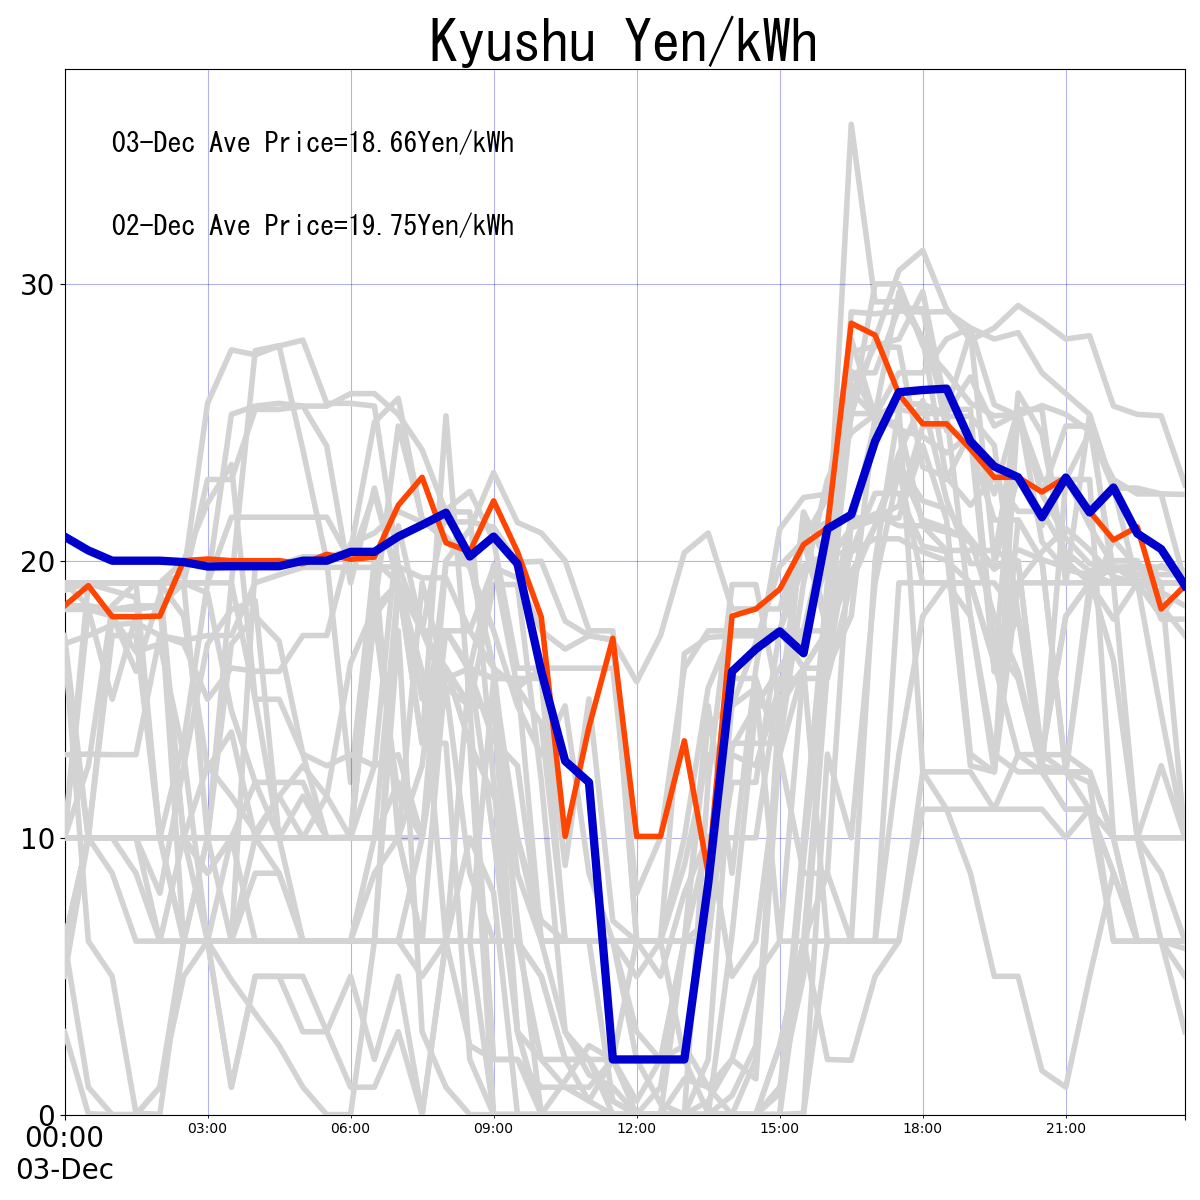 Kyushu Yen/kWh
03-Dec Ave Price=18.66Yen/kWh
02-Dec Ave Price=19.75Yen/kWh
30
20
10
0
00:00 03:00 06:00 09:00 12:00 15:00 18:00 21:00
03-Dec